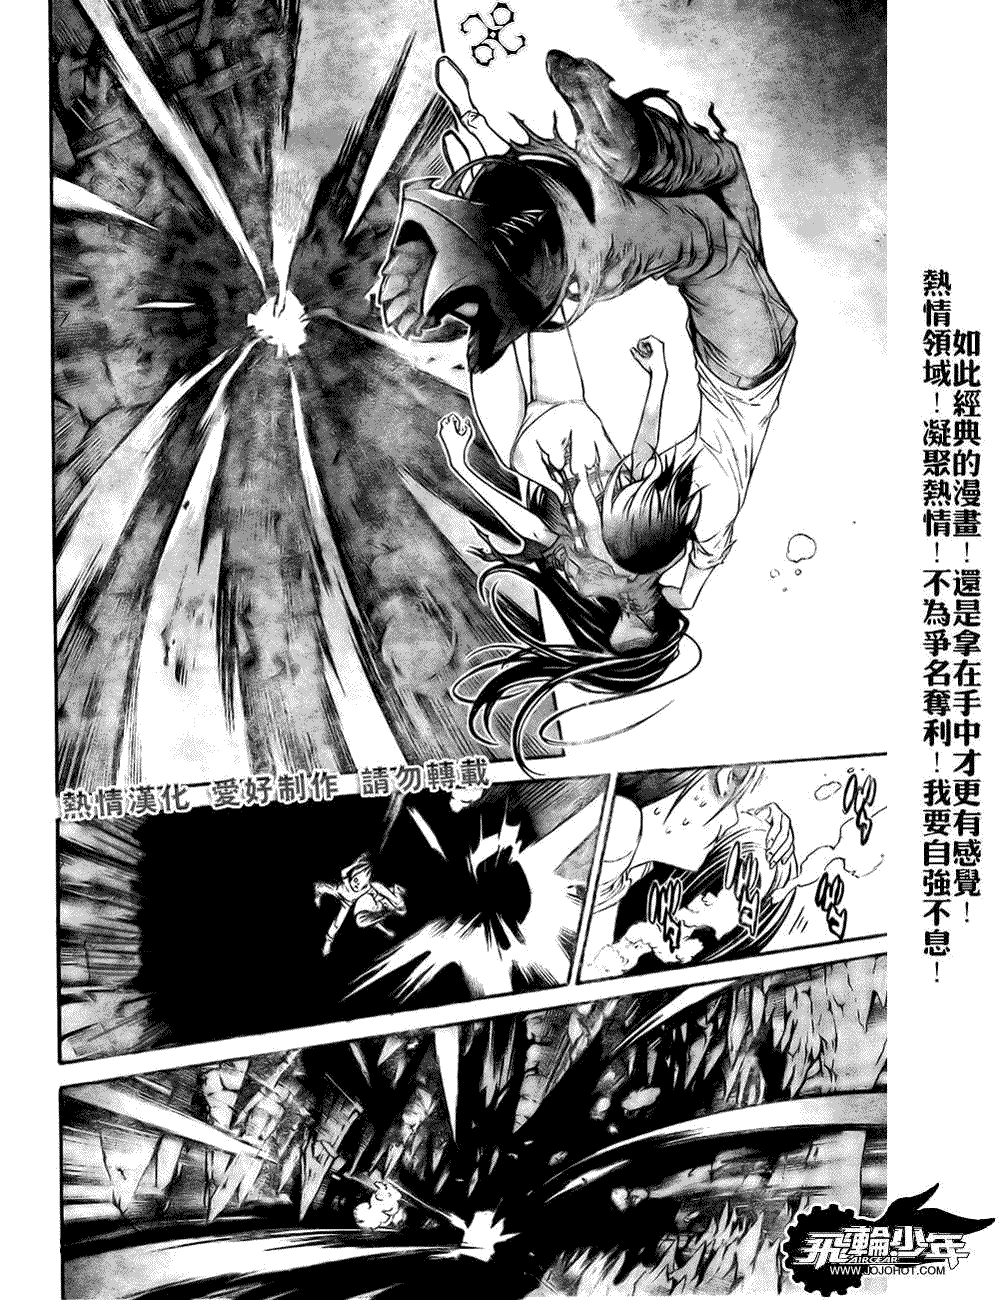 如此經典的漫畫！還是拿在手中才更有感覺！
熱情領域！凝聚熱情！不為爭名奪利！我要自強不息！
熱情漢化 愛好制作 請勿轉載
飛輪少年
AIRGEAR
WWW.JOJOHOT.COM